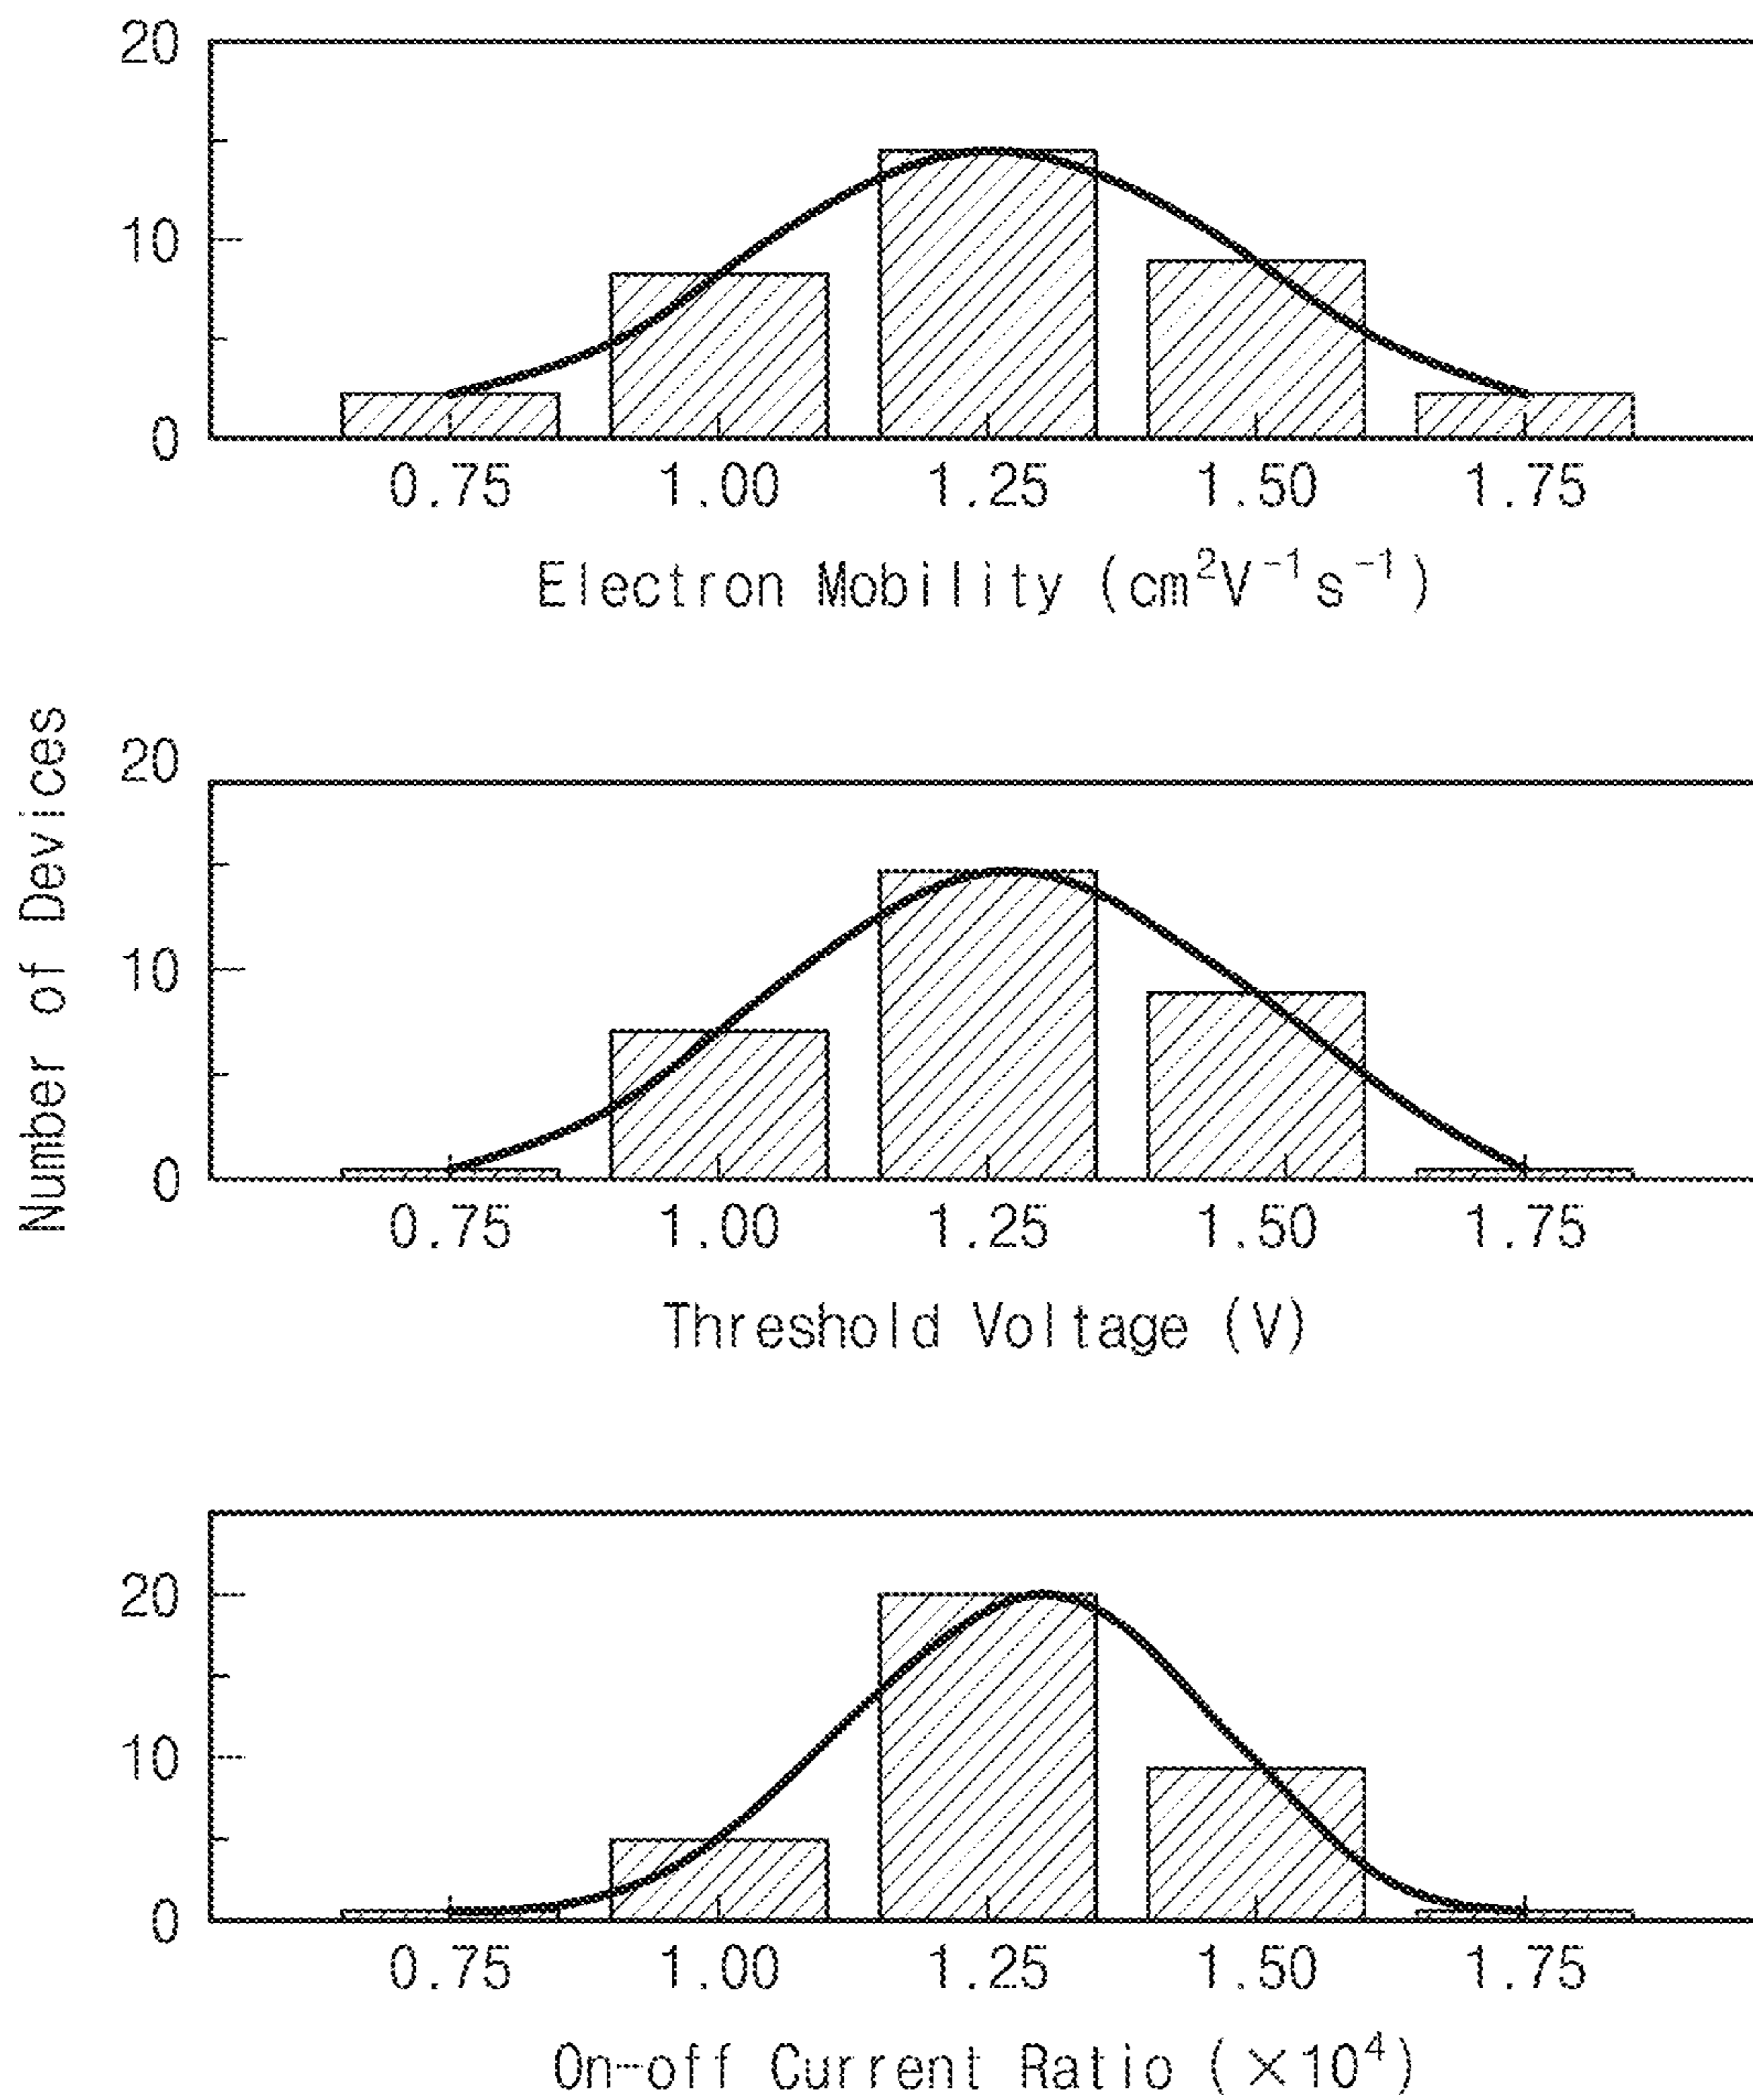 20
10
0
0.75 1.00 1.25 1.50 1.75
Electron Mobility (cm²V⁻¹s⁻¹)
Number of Devices
20
10
0
0.75 1.00 1.25 1.50 1.75
Threshold Voltage (V)
20
10
0
0.75 1.00 1.25 1.50 1.75
On-off Current Ratio (×10⁴)